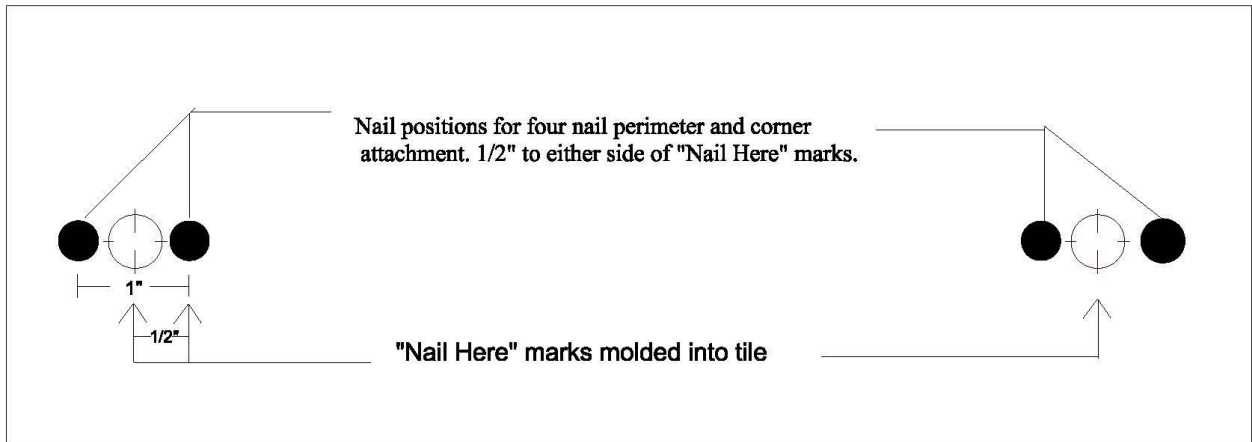 Nail positions for four nail perimeter and corner
attachment. 1/2" to either side of "Nail Here" marks.
1"
1/2"
"Nail Here" marks molded into tile